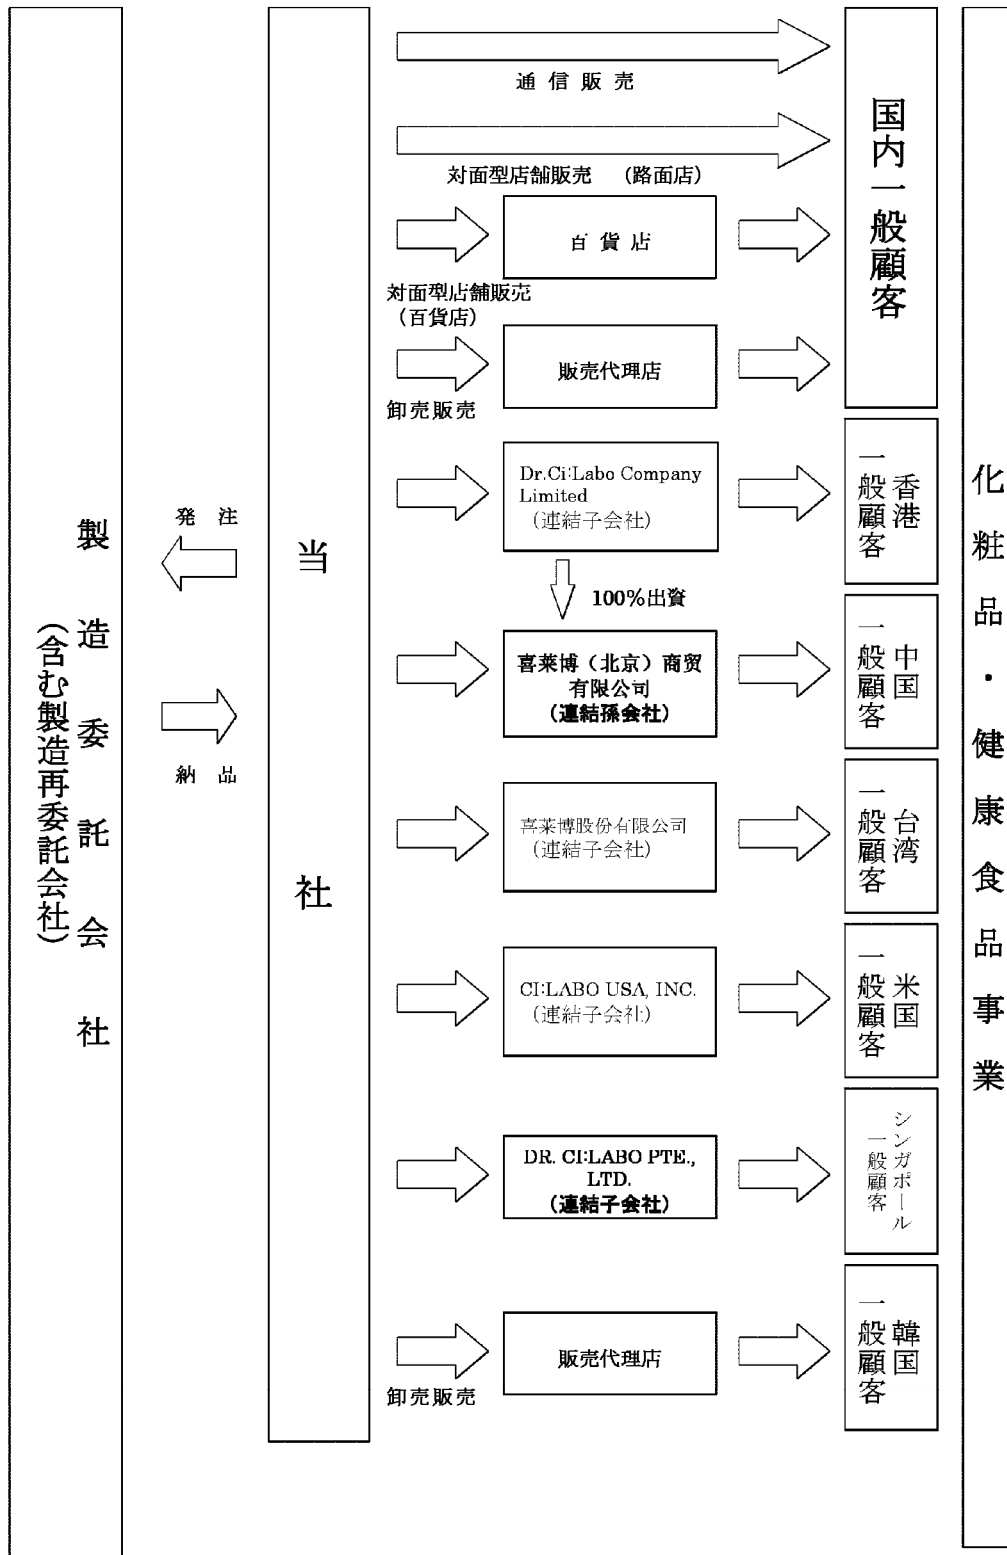 製造委託会社
(含む製造再委託会社)
発注
納品
当社
通信販売
対面型店舗販売 (路面店)
百貨店
対面型店舗販売
(百貨店)
販売代理店
卸売販売
国内一般顧客
Dr.Ci:Labo Company
Limited
(連結子会社)
香港
一般顧客
100%出資
喜莱博(北京)商贸
有限公司
(連結孫会社)
中国
一般顧客
喜莱博股份有限公司
(連結子会社)
台湾
一般顧客
CI:LABO USA, INC.
(連結子会社)
米国
一般顧客
DR. CI:LABO PTE.,
LTD.
(連結子会社)
シンガポール
一般顧客
販売代理店
卸売販売
韓国
一般顧客
化粧品・健康食品事業